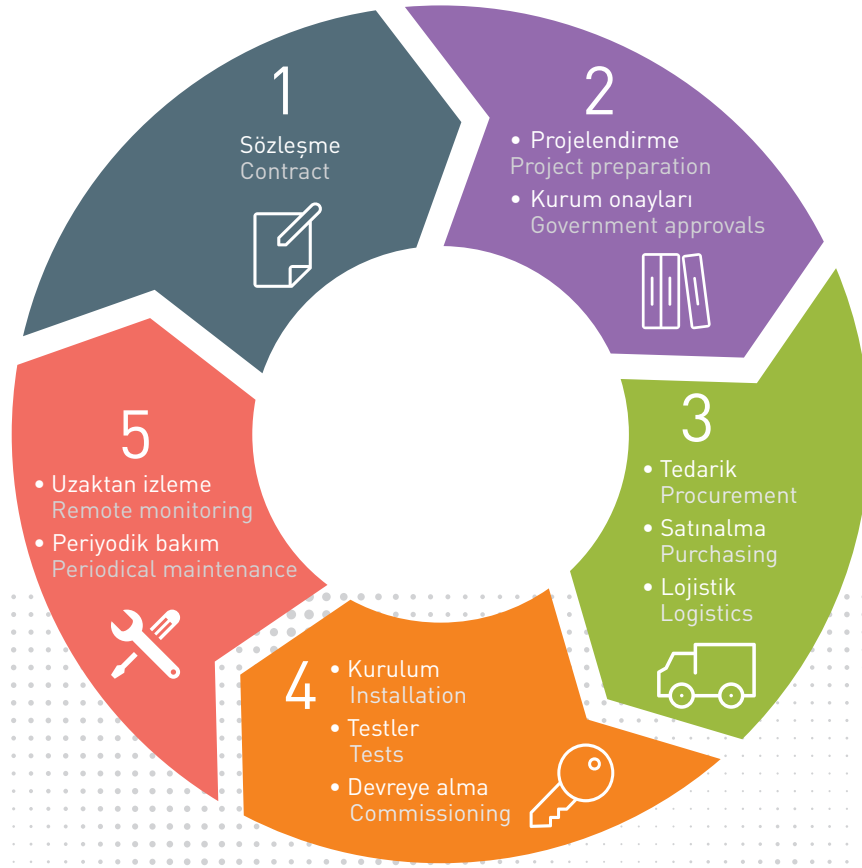 1
Sözleşme
Contract
2
• Projelendirme
Project preparation
• Kurum onayları
Government approvals
3
• Tedarik
Procurement
• Satınalma
Purchasing
• Lojistik
Logistics
4
• Kurulum
Installation
• Testler
Tests
• Devreye alma
Commissioning
5
• Uzaktan izleme
Remote monitoring
• Periyodik bakım
Periodical maintenance